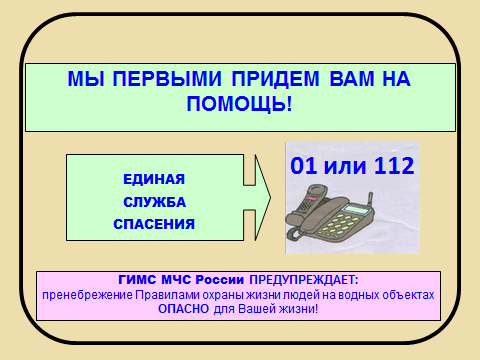 МЫ ПЕРВЫМИ ПРИДЕМ ВАМ НА
ПОМОЩЬ!
ЕДИНАЯ
СЛУЖБА
СПАСЕНИЯ
01 или 112
ГИМС МЧС России ПРЕДУПРЕЖДАЕТ:
пренебрежение Правилами охраны жизни людей на водных объектах
ОПАСНО для Вашей жизни!